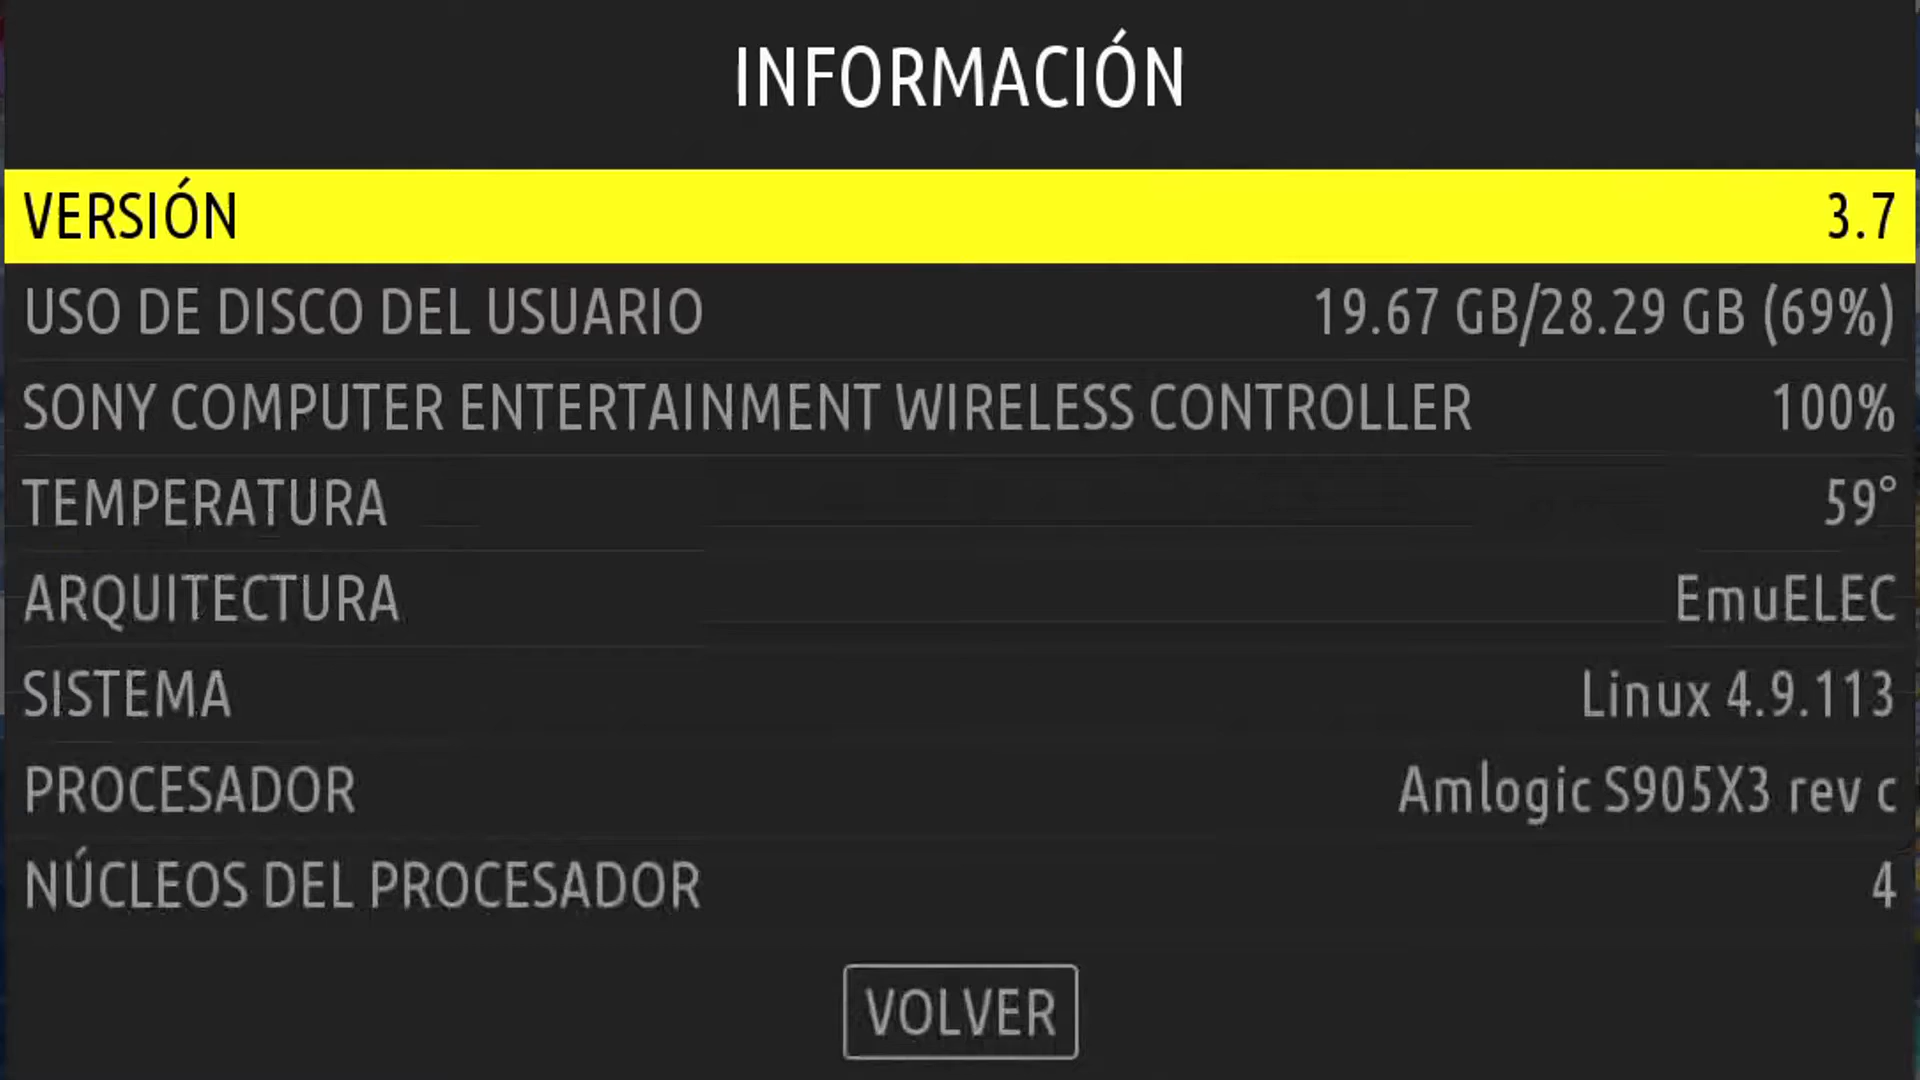 INFORMACIÓN
VERSIÓN 3.7
USO DE DISCO DEL USUARIO 19.67 GB/28.29 GB (69%)
SONY COMPUTER ENTERTAINMENT WIRELESS CONTROLLER 100%
TEMPERATURA 59°
ARQUITECTURA EmuELEC
SISTEMA Linux 4.9.113
PROCESADOR Amlogic S905X3 rev c
NÚCLEOS DEL PROCESADOR 4
VOLVER